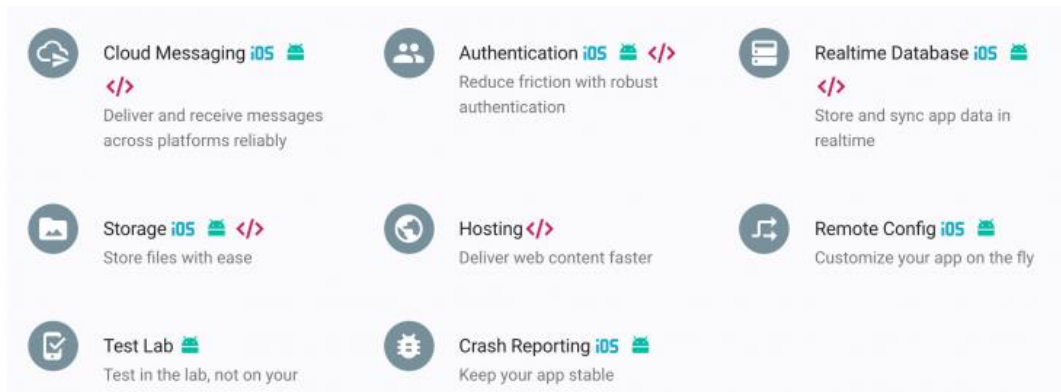 Cloud Messaging iOS
</>
Deliver and receive messages
across platforms reliably
Authentication iOS </>
Reduce friction with robust
authentication
Realtime Database iOS
</>
Store and sync app data in
realtime
Storage iOS </>
Store files with ease
Hosting </>
Deliver web content faster
Remote Config iOS
Customize your app on the fly
Test Lab
Test in the lab, not on your
Crash Reporting iOS
Keep your app stable